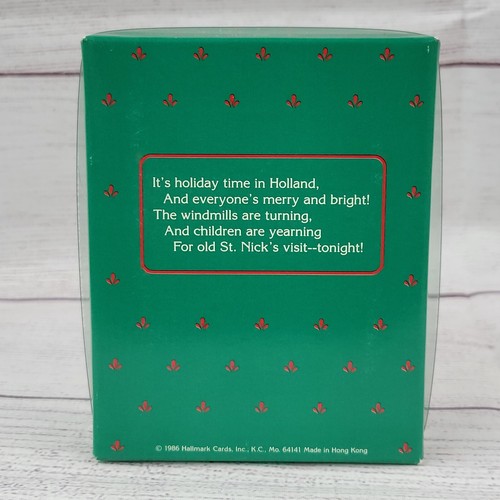 It's holiday time in Holland,
And everyone's merry and bright!
The windmills are turning,
And children are yearning
For old St. Nick's visit--tonight!
© 1986 Hallmark Cards, Inc., K.C., Mo. 64141 Made in Hong Kong